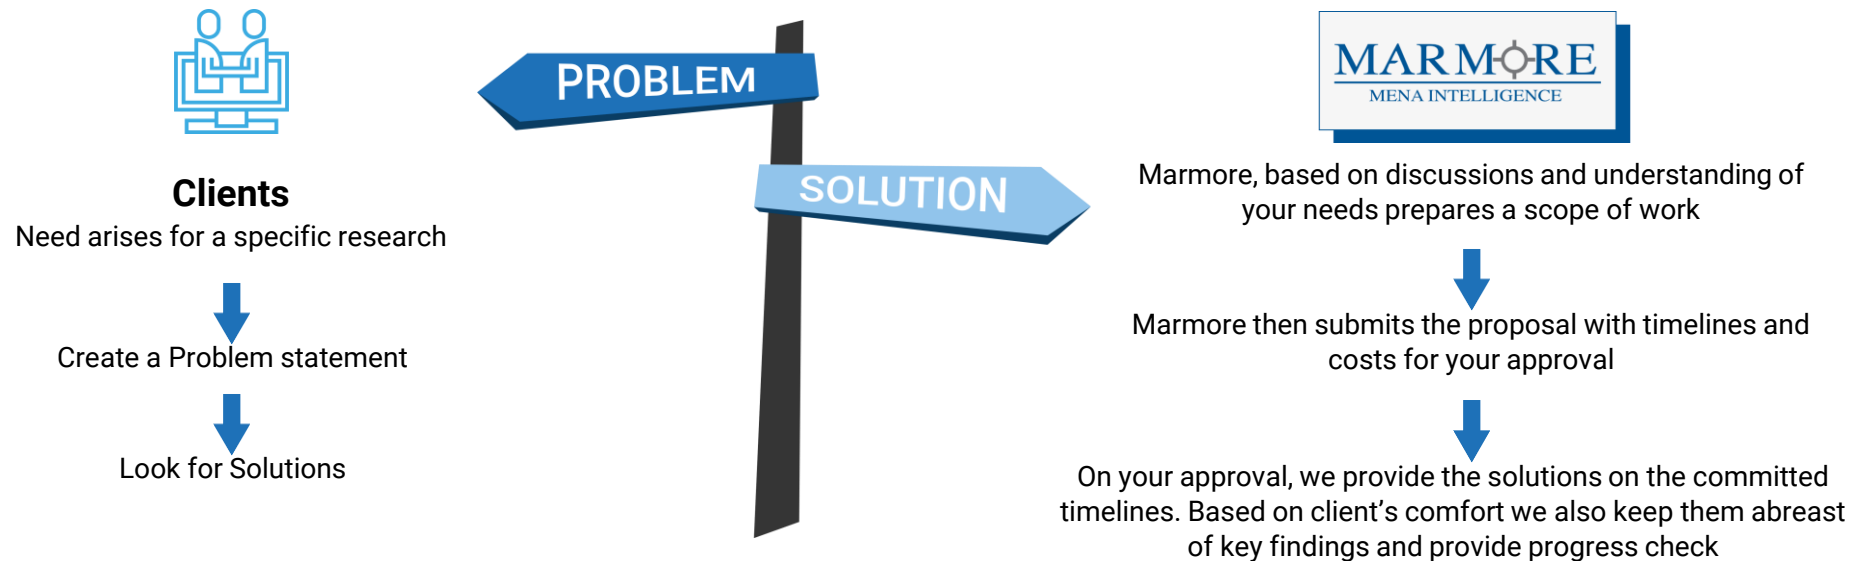 Clients
Need arises for a specific research
Create a Problem statement
Look for Solutions
PROBLEM
SOLUTION
MARMORE
MENA INTELLIGENCE
Marmore, based on discussions and understanding of
your needs prepares a scope of work
Marmore then submits the proposal with timelines and
costs for your approval
On your approval, we provide the solutions on the committed
timelines. Based on client’s comfort we also keep them abreast
of key findings and provide progress check